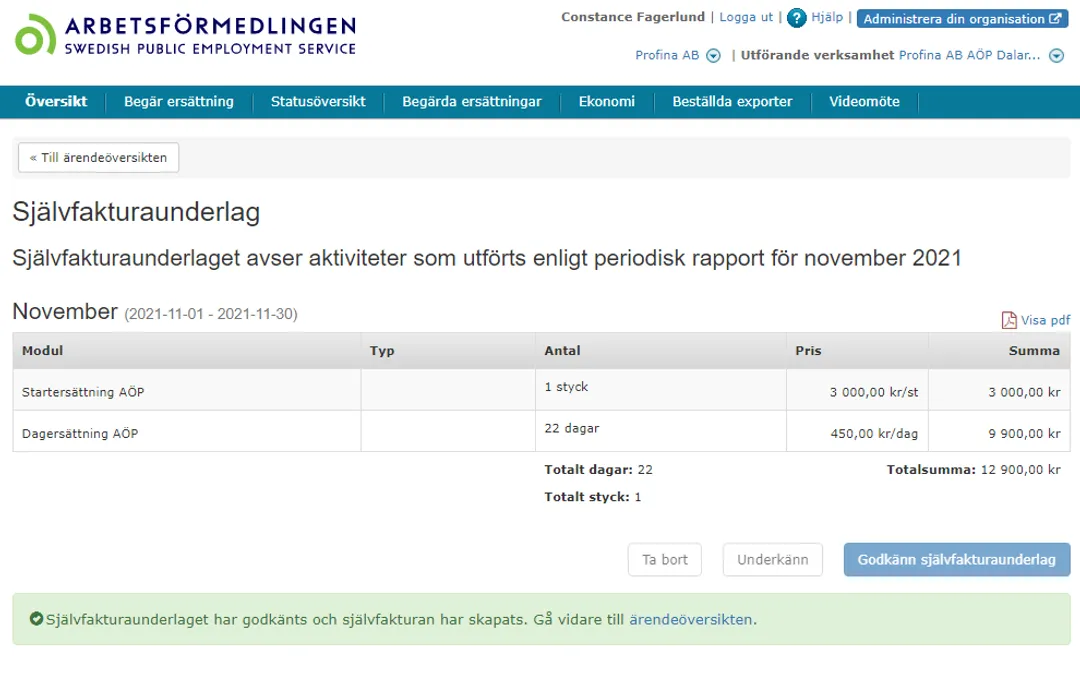 ARBETSFÖRMEDLINGEN
SWEDISH PUBLIC EMPLOYMENT SERVICE
Constance Fagerlund | Logga ut | ? Hjälp | Administrera din organisation
Profina AB | Utförande verksamhet Profina AB AÖP Dalar...
Översikt Begär ersättning Statusöversikt Begärda ersättningar Ekonomi Beställda exporter Videomöte
« Till ärendeöversikten
Självfakturaunderlag
Självfakturaunderlaget avser aktiviteter som utförts enligt periodisk rapport för november 2021
November (2021-11-01 - 2021-11-30)
Visa pdf
Modul Typ Antal Pris Summa
Startersättning AÖP 1 styck 3 000,00 kr/st 3 000,00 kr
Dagersättning AÖP 22 dagar 450,00 kr/dag 9 900,00 kr
Totalt dagar: 22 Totalsumma: 12 900,00 kr
Totalt styck: 1
Ta bort Underkänn Godkänn självfakturaunderlag
Självfakturaunderlaget har godkänts och självfakturan har skapats. Gå vidare till ärendeöversikten.